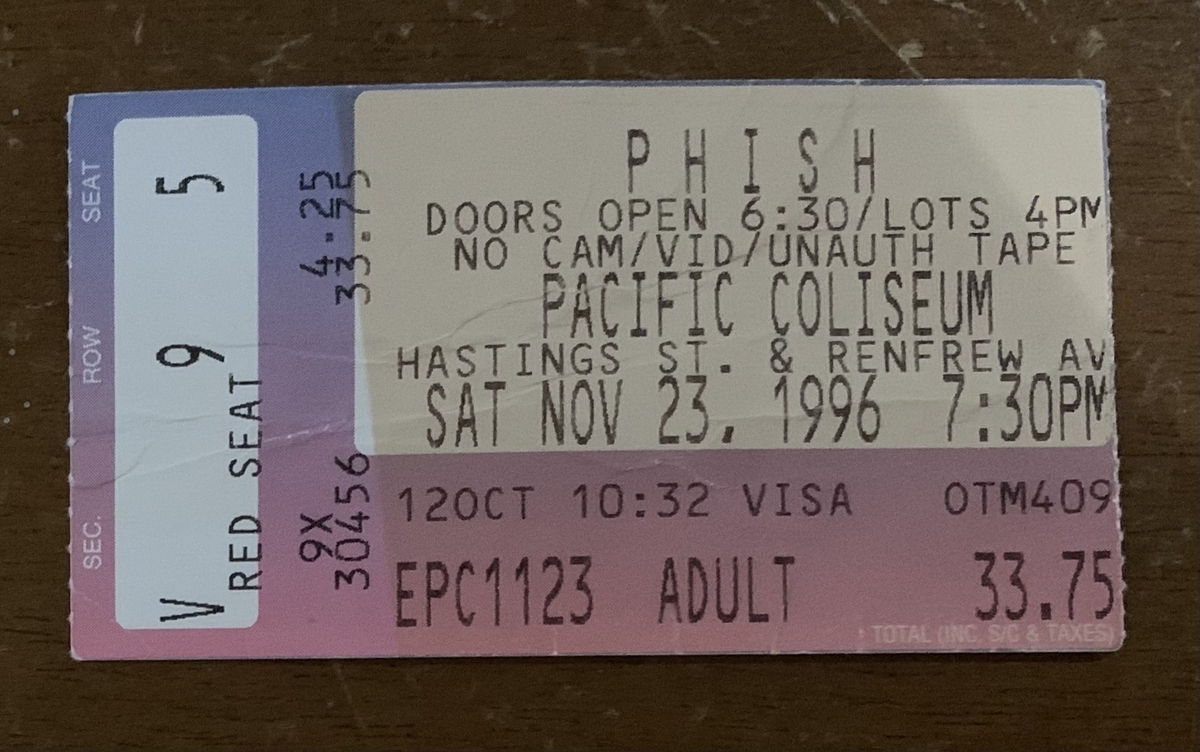 SEAT 5
ROW 9
SEC. V
RED SEAT
4.25
33.75
9X
30456
PHISH
DOORS OPEN 6:30/LOTS 4PM
NO CAM/VID/UNAUTH TAPE
PACIFIC COLISEUM
HASTINGS ST. & RENFREW AV
SAT NOV 23, 1996 7:30PM
12OCT 10:32 VISA OTM409
EPC1123 ADULT 33.75
TOTAL (INC. S/C & TAXES)